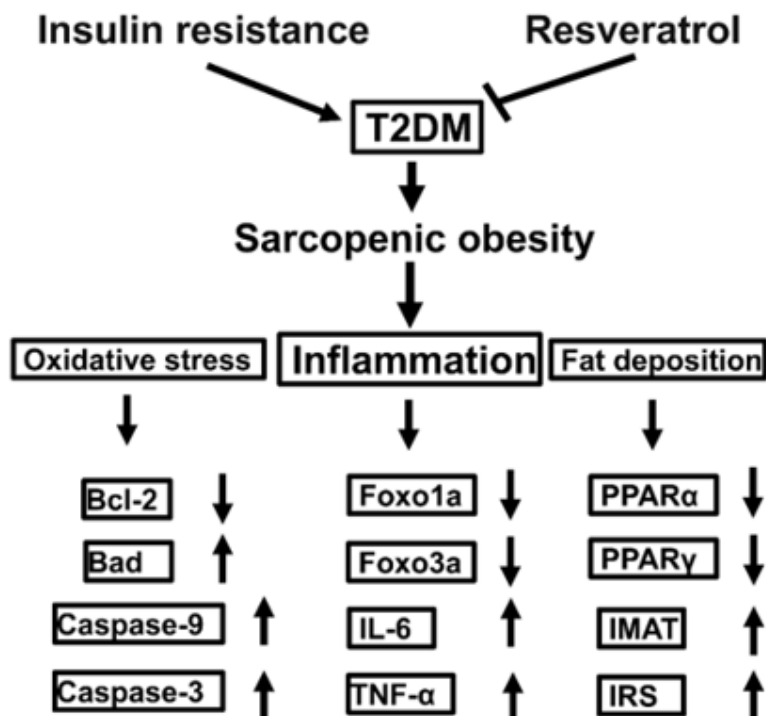 Insulin resistance Resveratrol
T2DM
Sarcopenic obesity
Oxidative stress Inflammation Fat deposition
Bcl-2 Foxo1a PPARα
Bad Foxo3a PPARγ
Caspase-9 IL-6 IMAT
Caspase-3 TNF-α IRS